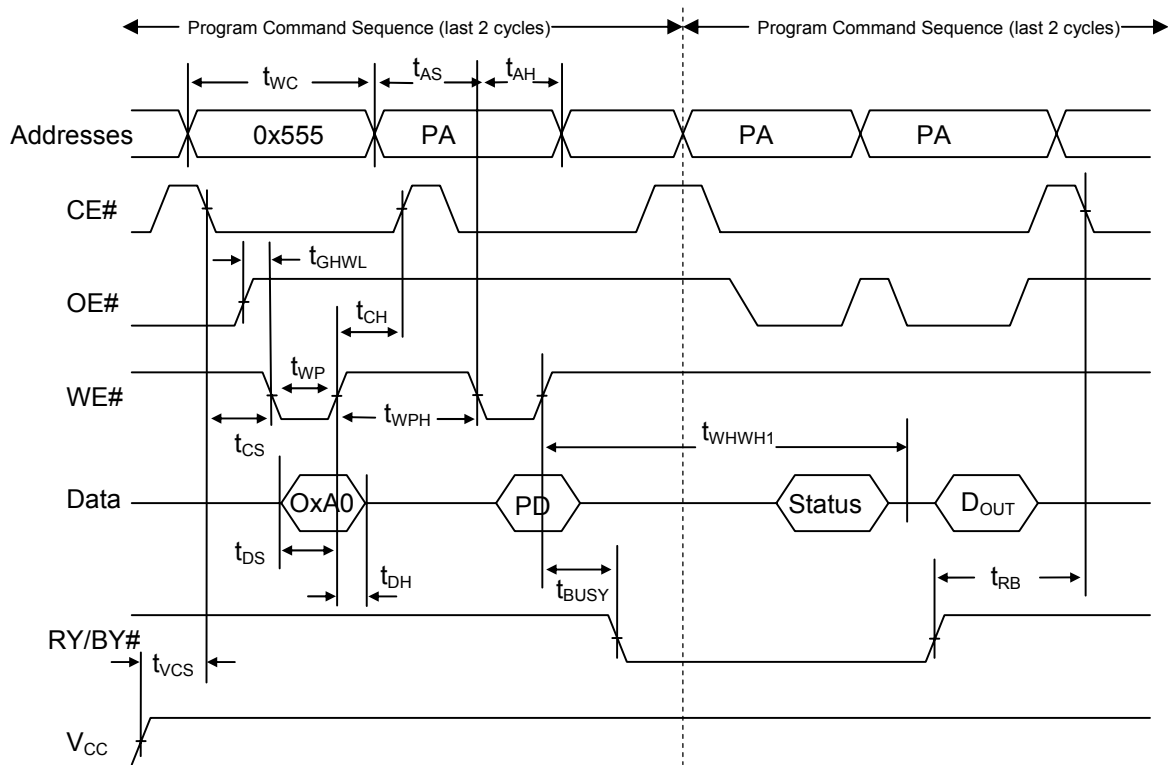 Program Command Sequence (last 2 cycles) Program Command Sequence (last 2 cycles)
tWC tAS tAH
Addresses 0x555 PA PA PA
CE#
tGHWL
OE#
tCH
tWP
WE#
tWPH
tCS tWHWH1
Data OxA0 PD Status DOUT
tDS tDH tBUSY tRB
RY/BY#
tVCS
VCC